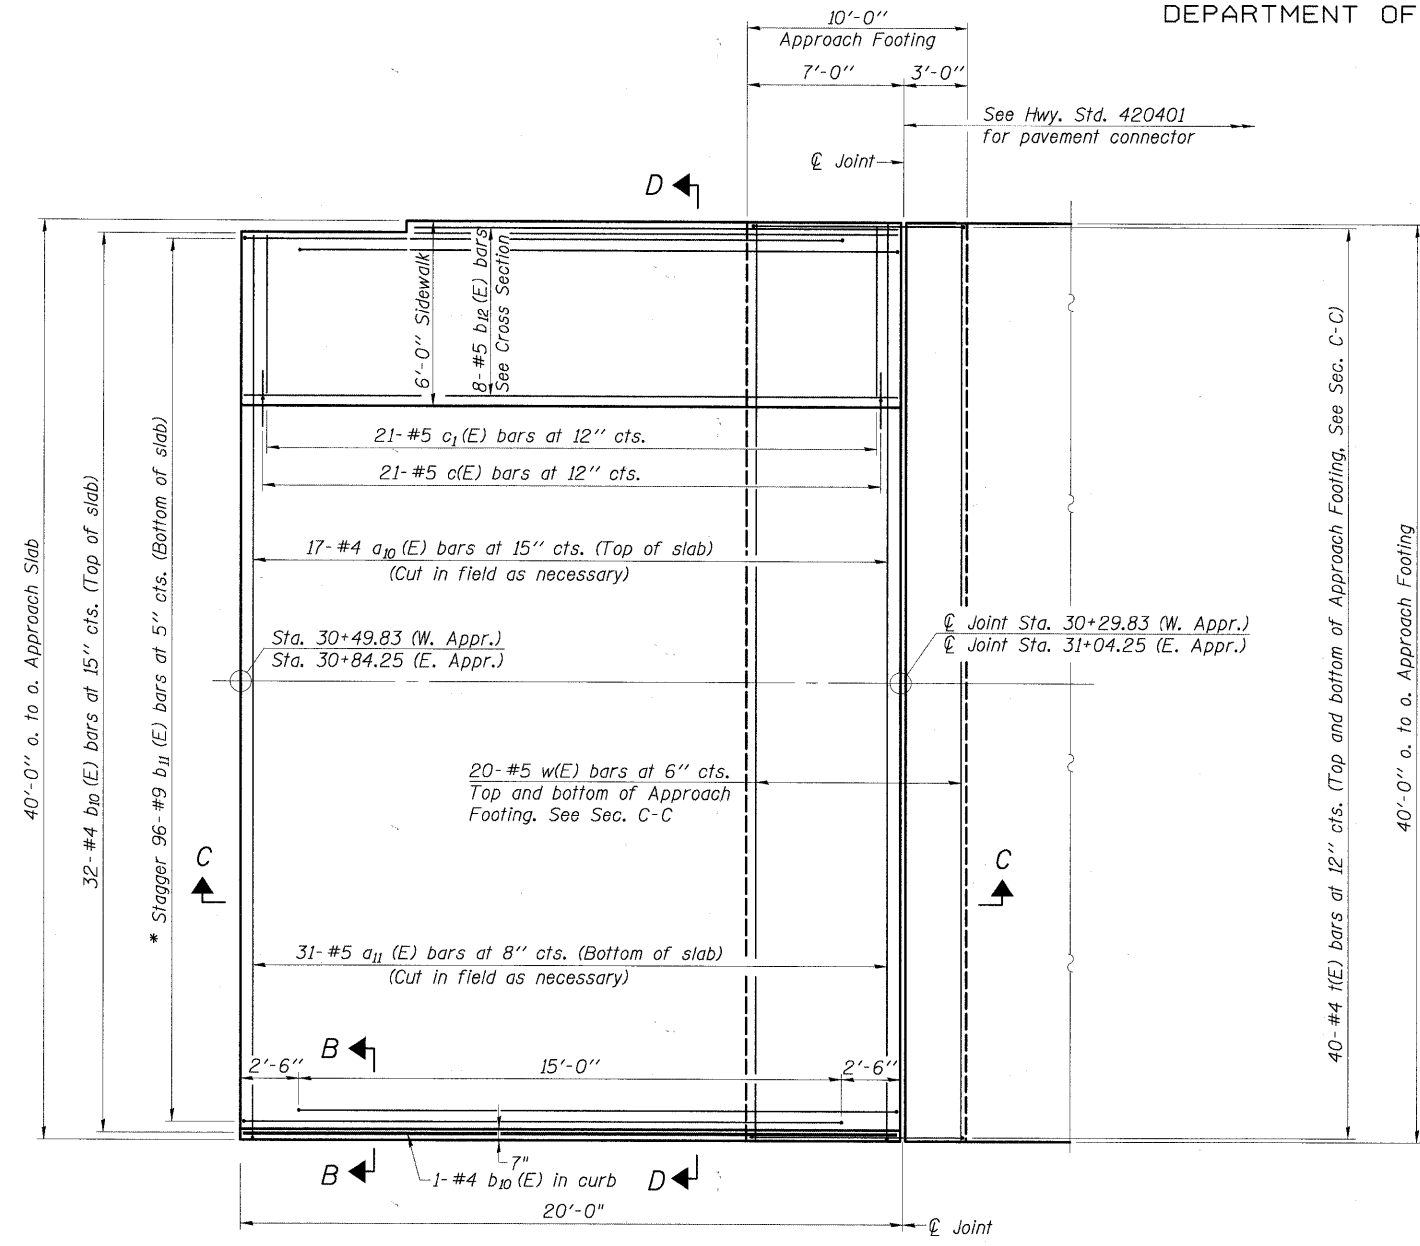 DEPARTMENT OF
10'-0"
Approach Footing
7'-0"
3'-0"
See Hwy. Std. 420401
for pavement connector
℄ Joint
D
6'-0" Sidewalk
8-#5 b12(E) bars
See Cross Section
21-#5 c1(E) bars at 12" cts.
21-#5 c(E) bars at 12" cts.
17-#4 a10(E) bars at 15" cts. (Top of slab)
(Cut in field as necessary)
Sta. 30+49.83 (W. Appr.)
Sta. 30+84.25 (E. Appr.)
℄ Joint Sta. 30+29.83 (W. Appr.)
℄ Joint Sta. 31+04.25 (E. Appr.)
40'-0" o. to o. Approach Slab
32-#4 b10(E) bars at 15" cts. (Top of slab)
* Stagger 96-#9 b11(E) bars at 5" cts. (Bottom of slab)
20-#5 w(E) bars at 6" cts.
Top and bottom of Approach
Footing. See Sec. C-C
40-#4 t(E) bars at 12" cts. (Top and bottom of Approach Footing, See Sec. C-C)
40'-0" o. to o. Approach Footing
C
C
31-#5 a11(E) bars at 8" cts. (Bottom of slab)
(Cut in field as necessary)
B
2'-6"
15'-0"
2'-6"
B
7"
1-#4 b10(E) in curb
D
20'-0"
℄ Joint